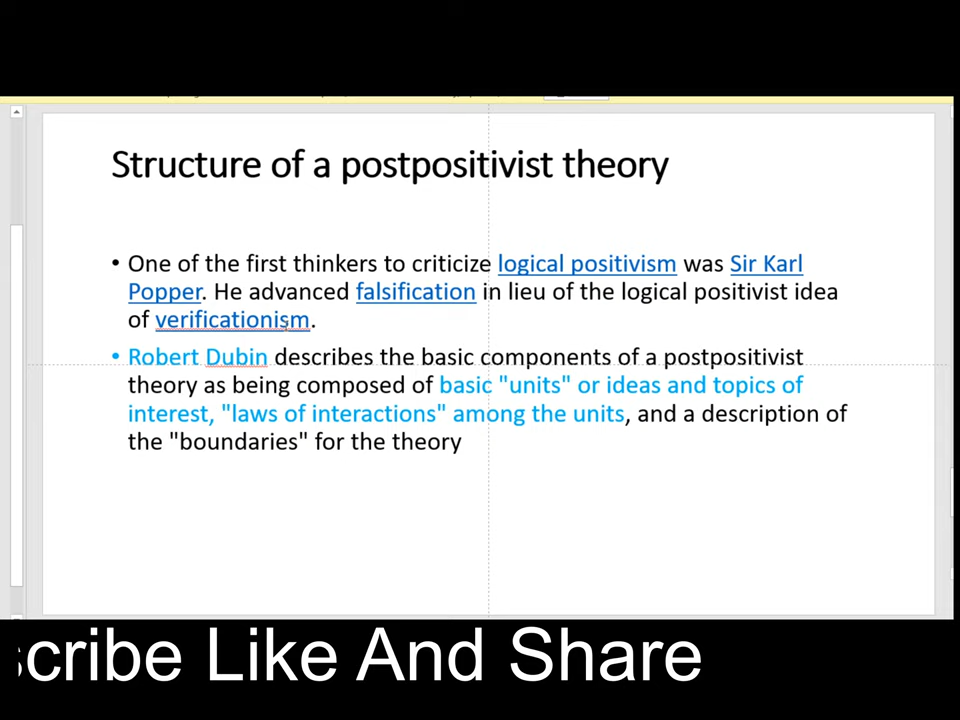 Structure of a postpositivist theory
• One of the first thinkers to criticize logical positivism was Sir Karl
Popper. He advanced falsification in lieu of the logical positivist idea
of verificationism.
• Robert Dubin describes the basic components of a postpositivist
theory as being composed of basic "units" or ideas and topics of
interest, "laws of interactions" among the units, and a description of
the "boundaries" for the theory
scribe Like And Share